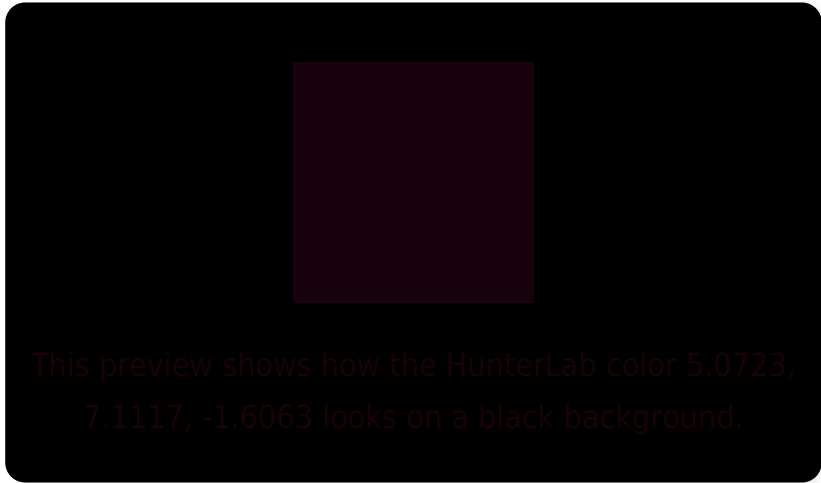 This preview shows how the HunterLab color 5.0723,
7.1117, -1.6063 looks on a black background.